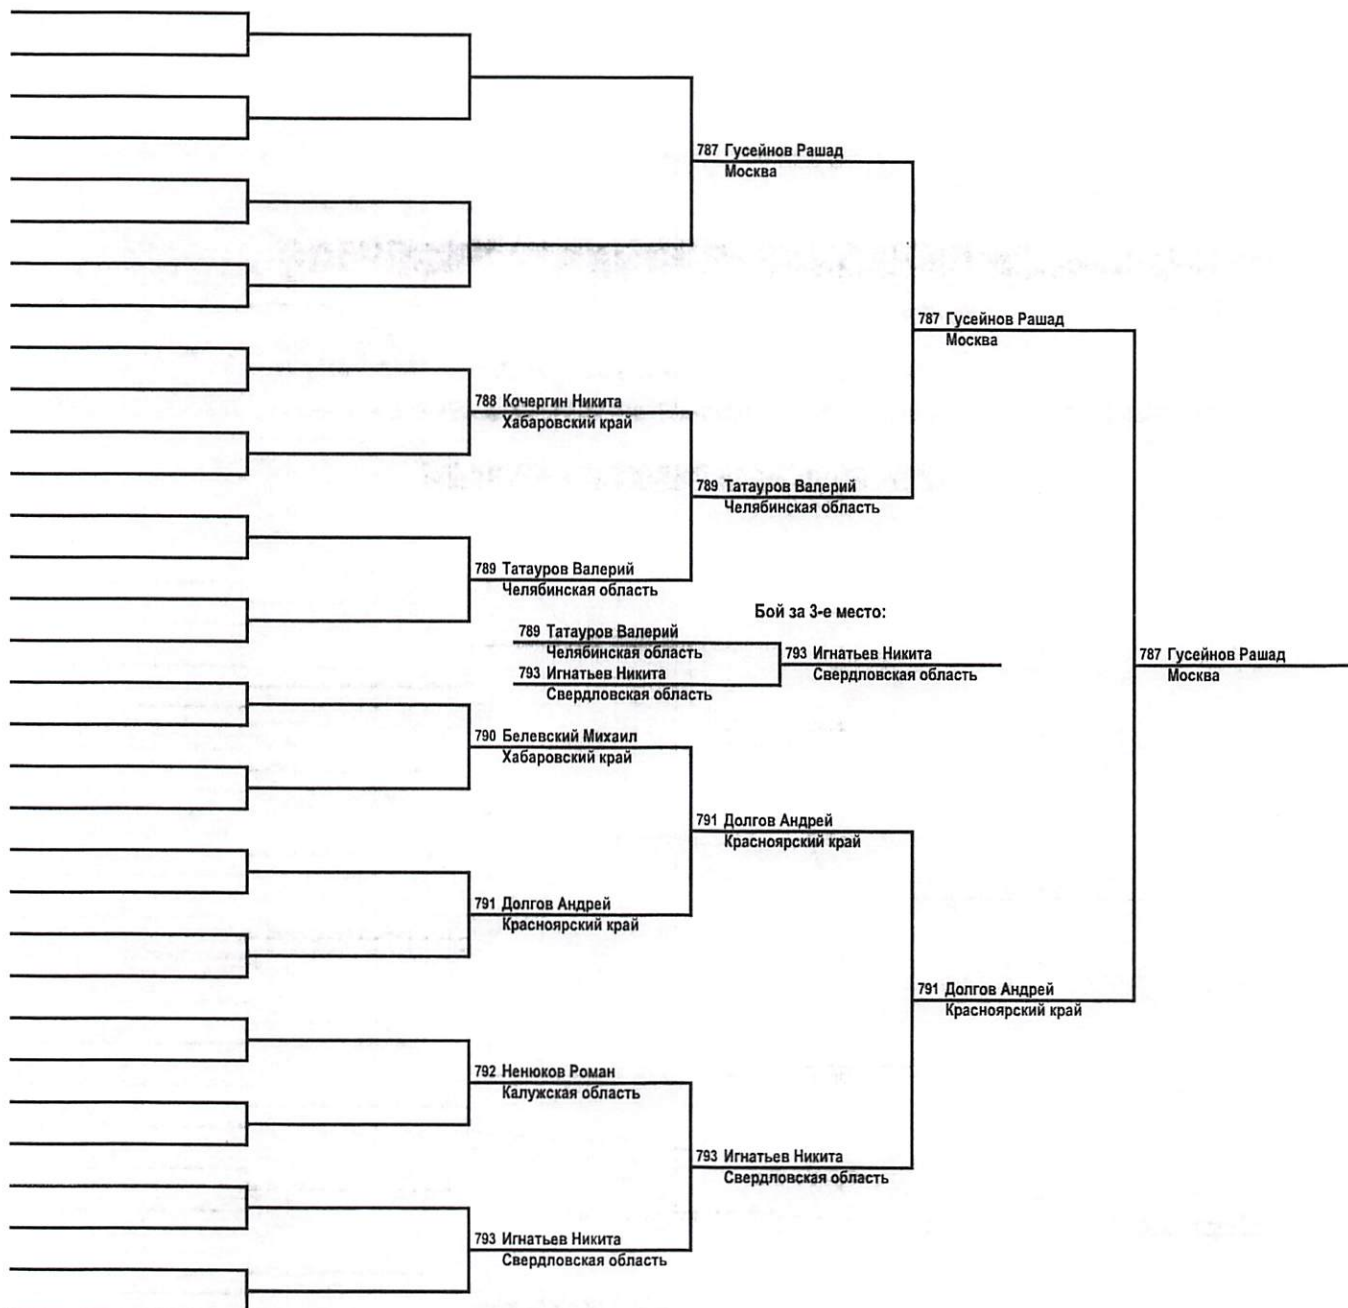 787 Гусейнов Рашад
Москва
787 Гусейнов Рашад
Москва
788 Кочергин Никита
Хабаровский край
789 Татауров Валерий
Челябинская область
789 Татауров Валерий
Челябинская область
Бой за 3-е место:
789 Татауров Валерий
Челябинская область
793 Игнатьев Никита
Свердловская область
793 Игнатьев Никита
Свердловская область
787 Гусейнов Рашад
Москва
790 Белевский Михаил
Хабаровский край
791 Долгов Андрей
Красноярский край
791 Долгов Андрей
Красноярский край
791 Долгов Андрей
Красноярский край
792 Ненюков Роман
Калужская область
793 Игнатьев Никита
Свердловская область
793 Игнатьев Никита
Свердловская область